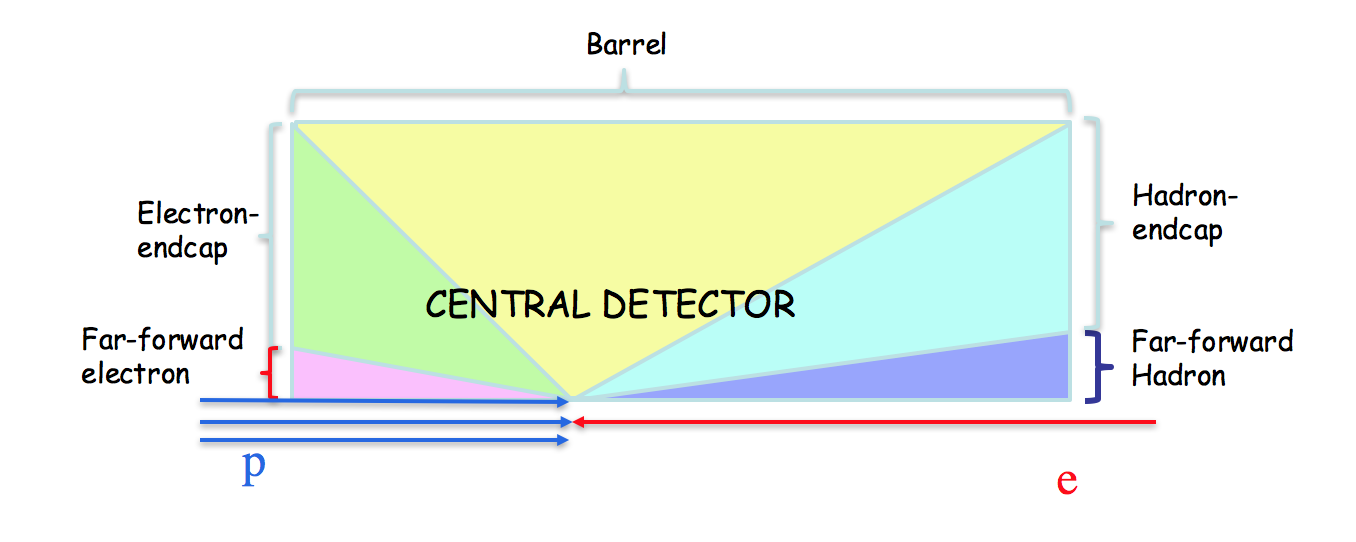 Barrel
Electron-
endcap
Hadron-
endcap
CENTRAL DETECTOR
Far-forward
electron
Far-forward
Hadron
p
e